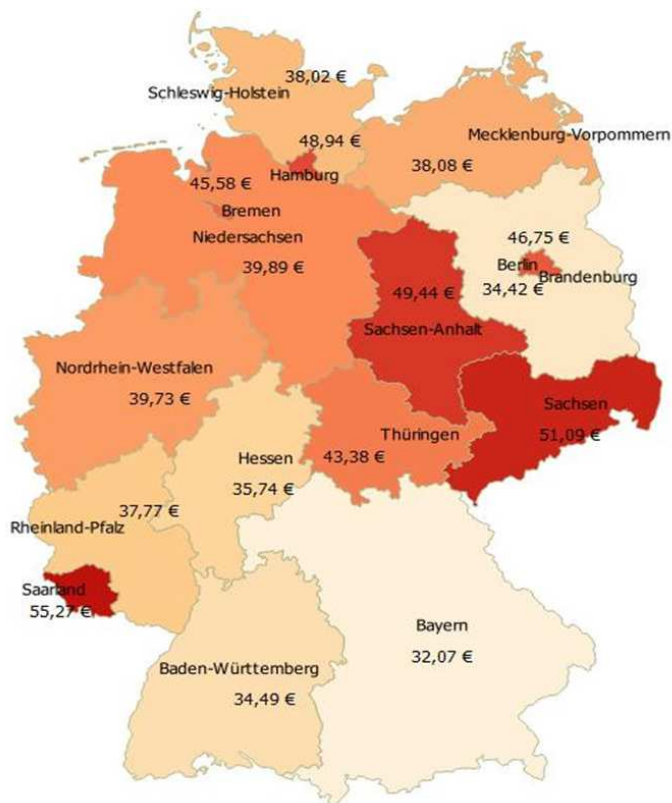 38,02 €
Schleswig-Holstein
48,94 €
Mecklenburg-Vorpommern
38,08 €
Hamburg
45,58 €
Bremen
Niedersachsen
39,89 €
46,75 €
Berlin
Brandenburg
34,42 €
49,44 €
Sachsen-Anhalt
Nordrhein-Westfalen
39,73 €
Sachsen
51,09 €
Thüringen
43,38 €
Hessen
35,74 €
37,77 €
Rheinland-Pfalz
Saarland
55,27 €
Bayern
32,07 €
Baden-Württemberg
34,49 €